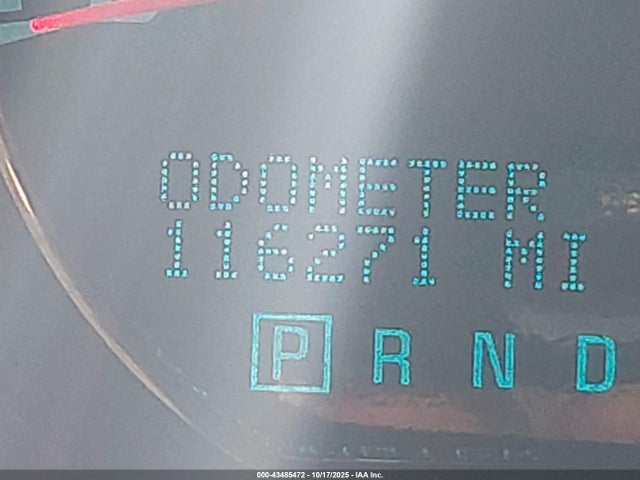 ODOMETER
116271 MI
P R N D
000-43485472 - 10/17/2025 - IAA Inc.